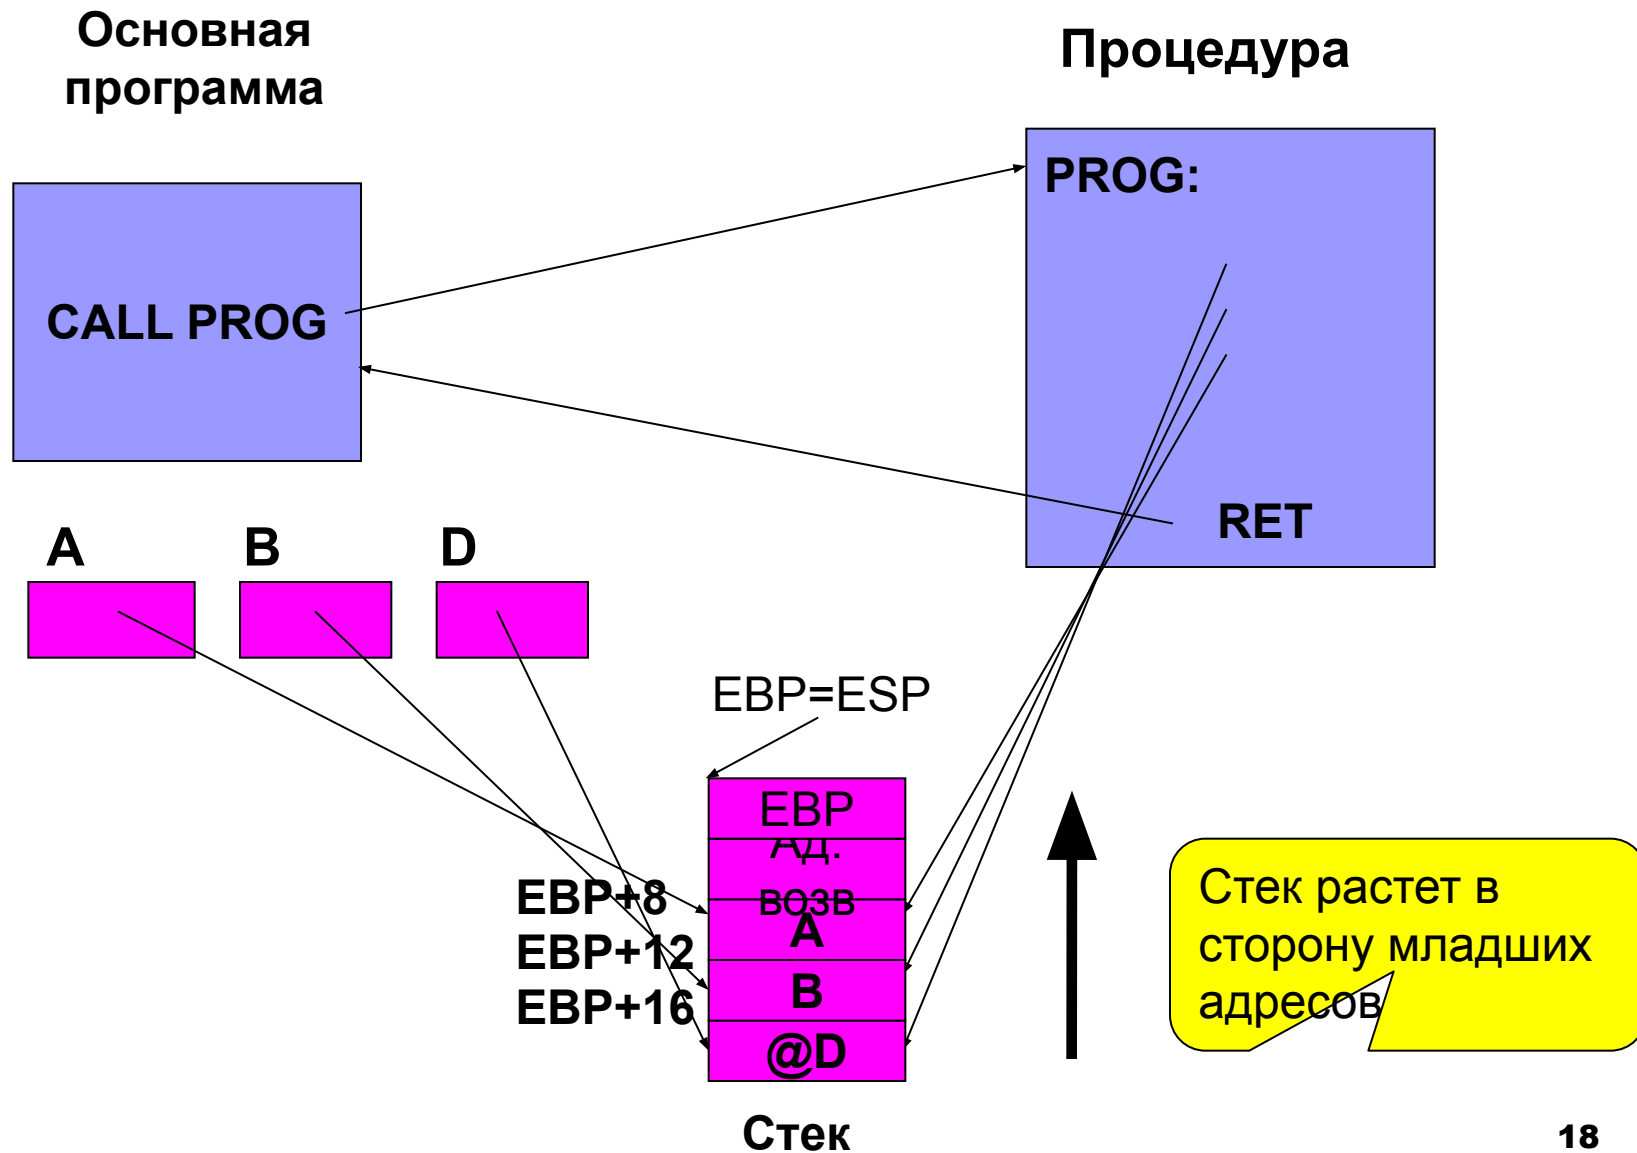 Основная
программа
Процедура
PROG:
CALL PROG
RET
A
B
D
EBP=ESP
EBP
Ад.
возв
EBP+8
A
EBP+12
B
EBP+16
@D
Стек растет в
сторону младших
адресов
Стек
18